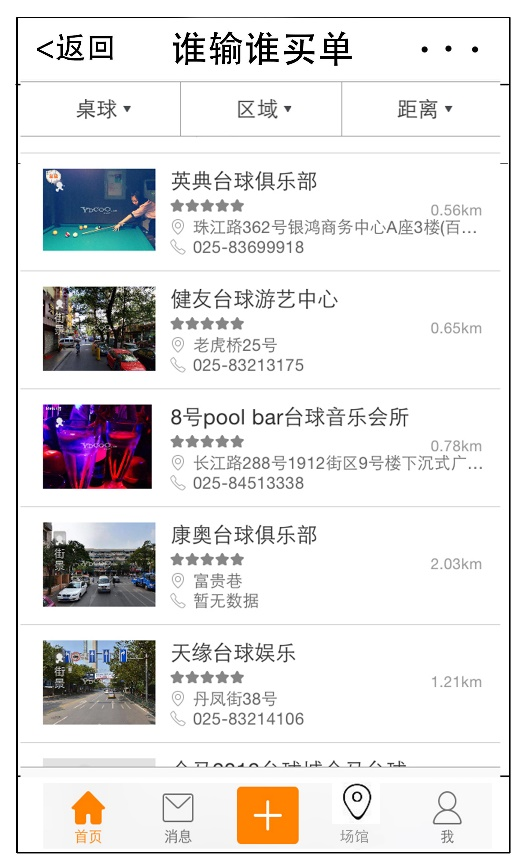 <返回 谁输谁买单 ···
桌球▼ 区域▼ 距离▼
英典台球俱乐部
0.56km
珠江路362号银鸿商务中心A座3楼(百...
025-83699918
街景
健友台球游艺中心
0.65km
老虎桥25号
025-83213175
8号pool bar台球音乐会所
0.78km
长江路288号1912街区9号楼下沉式广...
025-84513338
街景
康奥台球俱乐部
2.03km
富贵巷
暂无数据
街景
天缘台球娱乐
1.21km
丹凤街38号
025-83214106
首页 消息 场馆 我